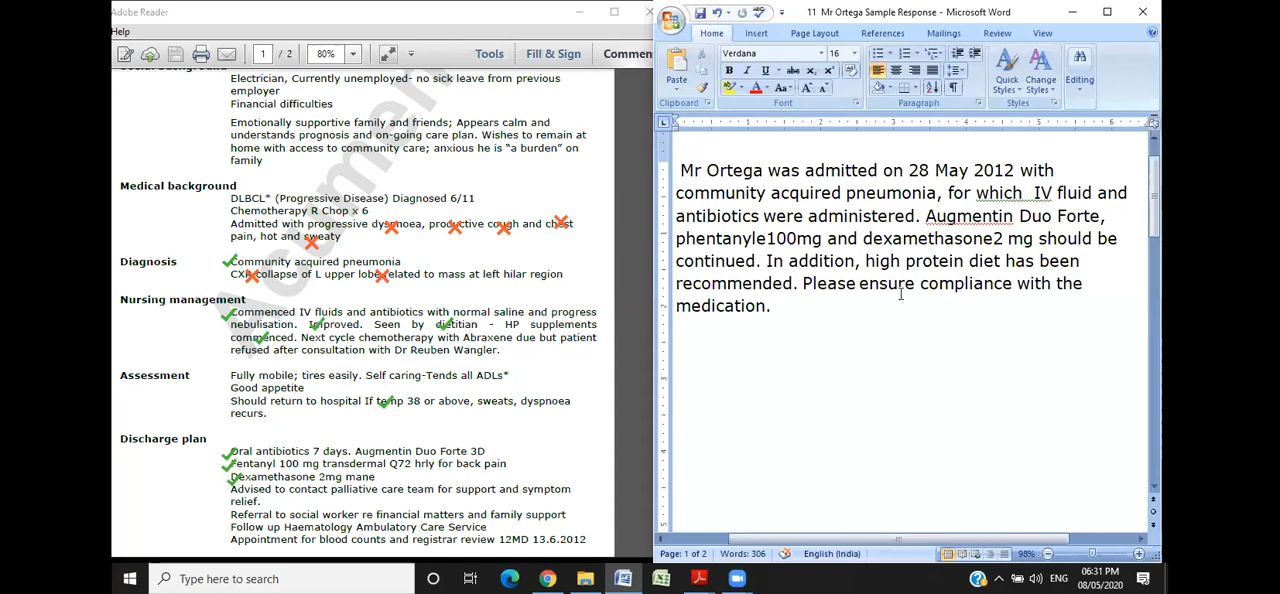 Adobe Reader
11 Mr Ortega Sample Response - Microsoft Word
Help
Home Insert Page Layout References Mailings Review View
1 / 2 80% Tools Fill & Sign Commen
Verdana 16
Paste
Quick Styles Change Styles Editing
Clipboard Font Paragraph Styles
Electrician, Currently unemployed- on sick leave from previous
employer
Financial difficulties
Emotionally supportive family and friends; Appears calm and
understands prognosis and on-going care plan. Wishes to remain at
home with access to community care; anxious he is “a burden” on
family
Medical background
DLBCL* (Progressive Disease) Diagnosed 6/11
Chemotherapy R Chop x 6
Admitted with progressive dyspnoea, productive cough and chest
pain, hot and sweaty
Diagnosis Community acquired pneumonia
CXR collapse of L upper lobe related to mass at left hilar region
Nursing management
Commenced IV fluids and antibiotics with normal saline and progress
nebulisation. Improved. Seen by dietitian - HP supplements
commenced. Next cycle chemotherapy with Abraxene due but patient
refused after consultation with Dr Reuben Wangler.
Assessment Fully mobile; tires easily. Self caring-Tends all ADLs*
Good appetite
Should return to hospital If temp 38 or above, sweats, dyspnoea
recurs.
Discharge plan
Oral antibiotics 7 days. Augmentin Duo Forte 3D
Fentanyl 100 mg transdermal Q72 hrly for back pain
Dexamethasone 2mg mane
Advised to contact palliative care team for support and symptom
relief.
Referral to social worker re financial matters and family support
Follow up Haematology Ambulatory Care Service
Appointment for blood counts and registrar review 12MD 13.6.2012
Mr Ortega was admitted on 28 May 2012 with
community acquired pneumonia, for which IV fluid and
antibiotics were administered. Augmentin Duo Forte,
phentanyle100mg and dexamethasone2 mg should be
continued. In addition, high protein diet has been
recommended. Please ensure compliance with the
medication.
Page: 1 of 2 Words: 306 English (India) 98%
Type here to search
ENG
06:31 PM
08/05/2020